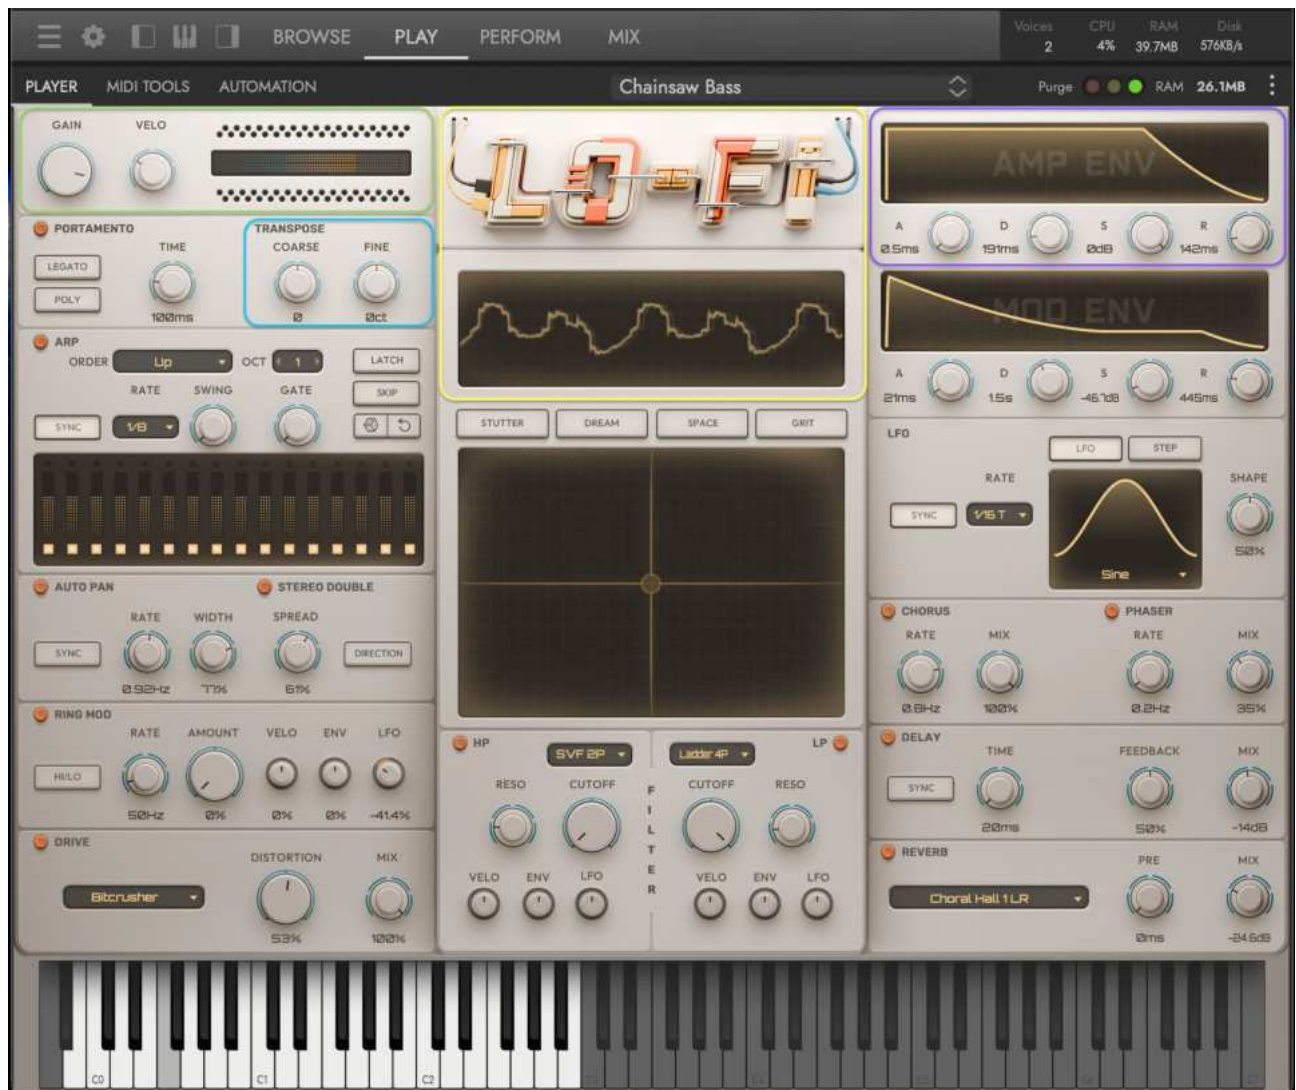 BROWSE PLAY PERFORM MIX
Voices CPU RAM Disk
2 4% 39.7MB 576KB/s
PLAYER MIDI TOOLS AUTOMATION
Chainsaw Bass
Purge RAM 26.1MB
GAIN VELO
LO-FI
AMP ENV
A D S R
0.5ms 191ms 0dB 142ms
PORTAMENTO
LEGATO
POLY
TIME
100ms
TRANSPOSE
COARSE FINE
0 0ct
MOD ENV
A D S R
21ms 1.5s -46.7dB 445ms
ARP
ORDER Up OCT 1 LATCH
RATE SWING GATE SKIP
SYNC 1/8
STUTTER DREAM SPACE GRIT
LFO
LFO STEP
RATE SHAPE
SYNC 1/16 T
50%
Sine
AUTO PAN STEREO DOUBLE
RATE WIDTH SPREAD
SYNC DIRECTION
0.92Hz 77% 61%
CHORUS PHASER
RATE MIX RATE MIX
0.8Hz 100% 0.2Hz 35%
RING MOD
RATE AMOUNT VELO ENV LFO
HI/LO
50Hz 0% 0% 0% -41.4%
HP SVF 2P Ladder 4P LP
RESO CUTOFF CUTOFF RESO
FILTER
VELO ENV LFO VELO ENV LFO
DELAY
TIME FEEDBACK MIX
SYNC
20ms 50% -14dB
DRIVE
DISTORTION MIX
Bitcrusher
53% 100%
REVERB
PRE MIX
Choral Hall 1 LR
0ms -24.6dB
C0 C1 C2